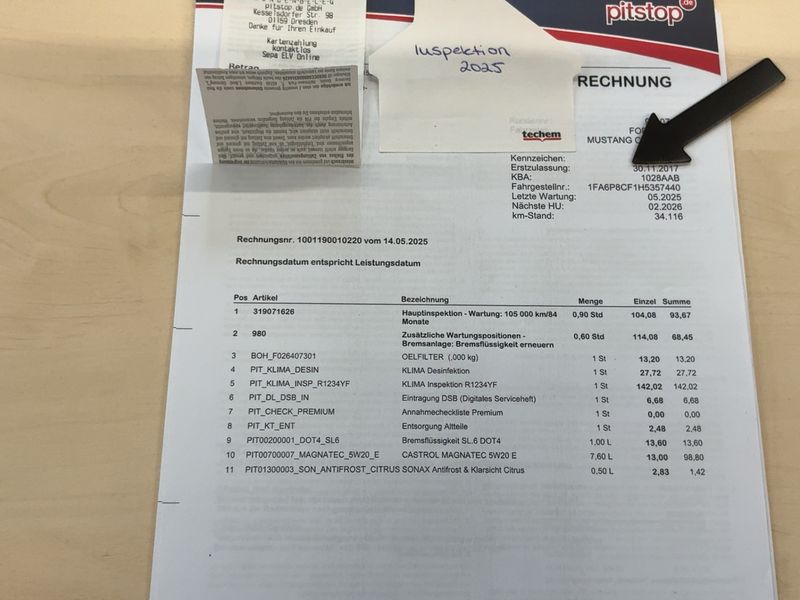 pitstop.de GmbH
Kesselsdorfer Str. 98
01159 Dresden
Danke für Ihren Einkauf
Kartenzahlung
kontaktlos
Sepa ELV Online
Betrag
Inspektion
2025
techem
pitstop.de
RECHNUNG
MUSTANG
Kennzeichen:
Erstzulassung: 30.11.2017
KBA: 1028AAB
Fahrgestellnr.: 1FA6P8CF1H5357440
Letzte Wartung: 05.2025
Nächste HU: 02.2026
km-Stand: 34.116
Rechnungsnr. 1001190010220 vom 14.05.2025
Rechnungsdatum entspricht Leistungsdatum
Pos Artikel Bezeichnung Menge Einzel Summe
1 319071626 Hauptinspektion - Wartung: 105 000 km/84 0,90 Std 104,08 93,67
Monate
2 980 Zusätzliche Wartungspositionen - 0,60 Std 114,08 68,45
Bremsanlage: Bremsflüssigkeit erneuern
3 BOH_F026407301 OELFILTER (,000 kg) 1 St 13,20 13,20
4 PIT_KLIMA_DESIN KLIMA Desinfektion 1 St 27,72 27,72
5 PIT_KLIMA_INSP_R1234YF KLIMA Inspektion R1234YF 1 St 142,02 142,02
6 PIT_DL_DSB_IN Eintragung DSB (Digitales Serviceheft) 1 St 6,68 6,68
7 PIT_CHECK_PREMIUM Annahmecheckliste Premium 1 St 0,00 0,00
8 PIT_KT_ENT Entsorgung Altteile 1 St 2,48 2,48
9 PIT00200001_DOT4_SL6 Bremsflüssigkeit SL.6 DOT4 1,00 L 13,60 13,60
10 PIT00700007_MAGNATEC_5W20_E CASTROL MAGNATEC 5W20 E 7,60 L 13,00 98,80
11 PIT01300003_SON_ANTIFROST_CITRUS SONAX Antifrost & Klarsicht Citrus 0,50 L 2,83 1,42